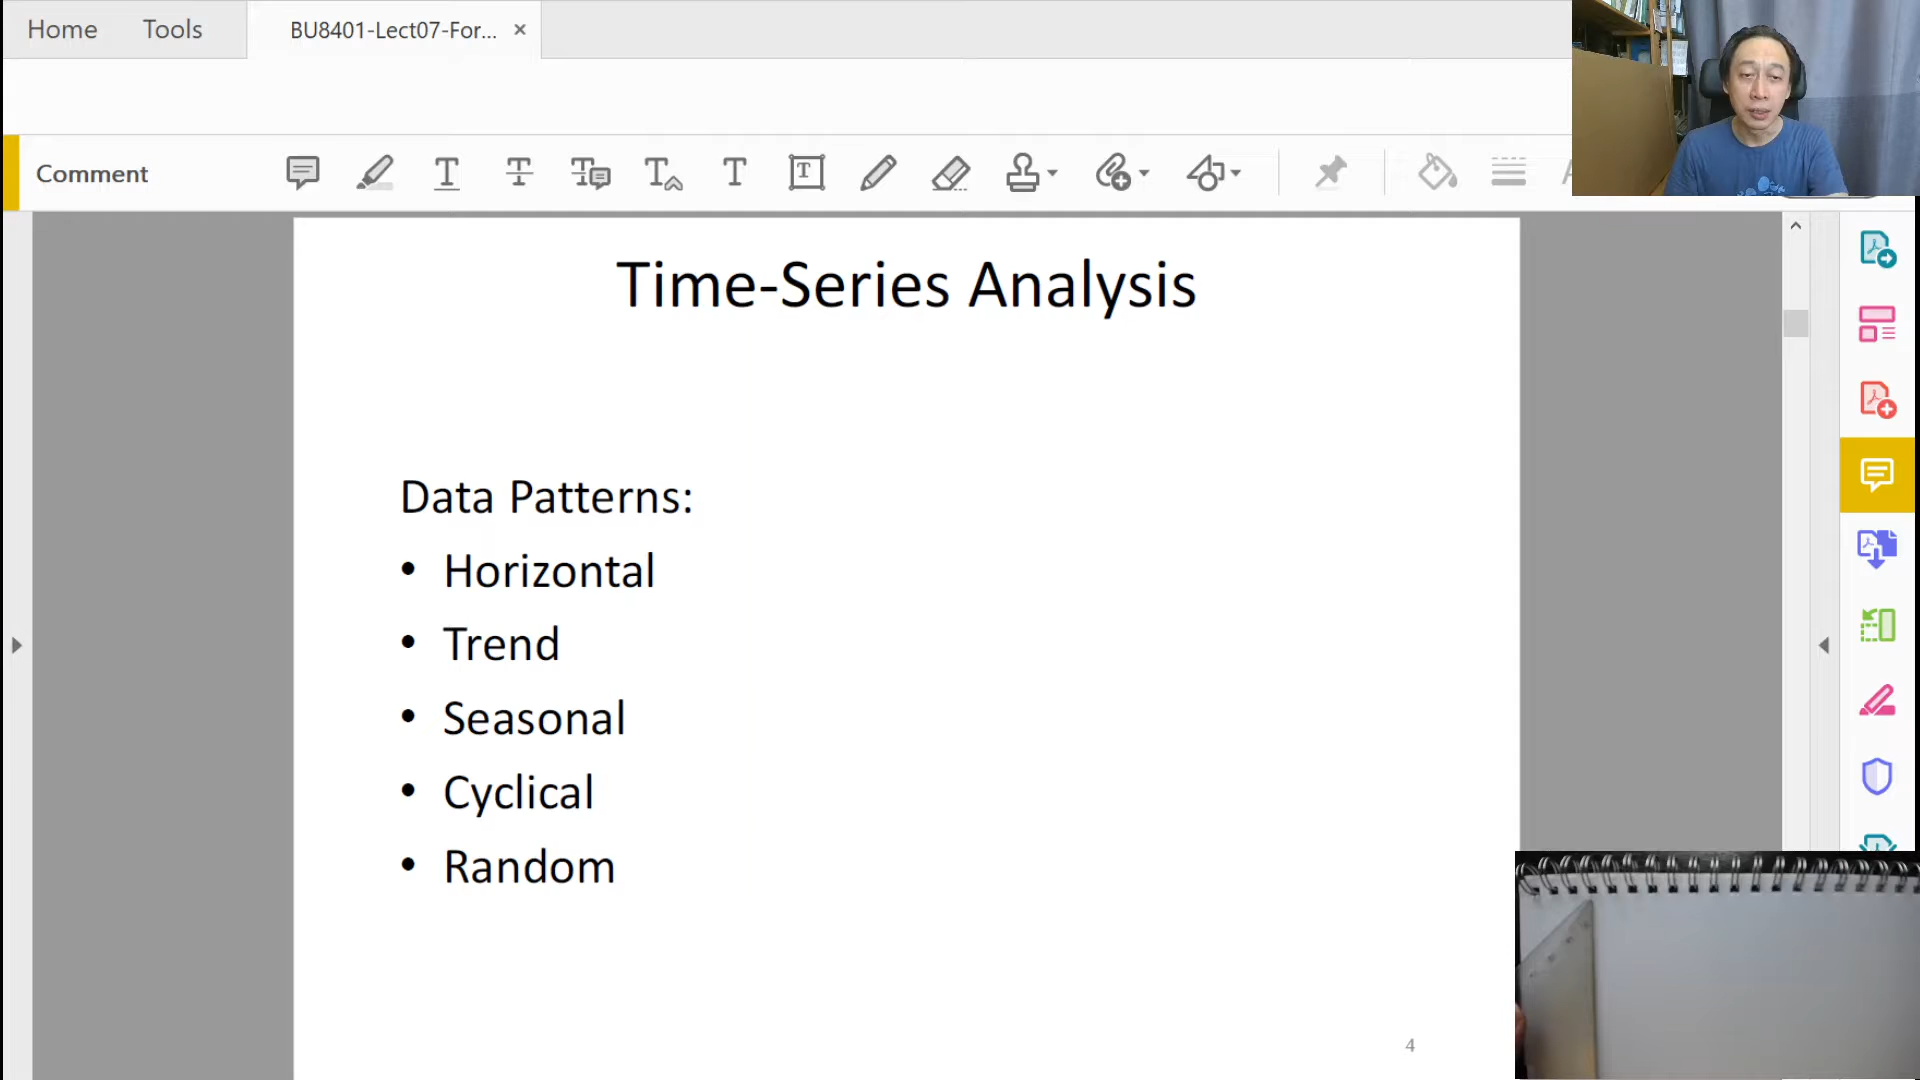 Home Tools BU8401-Lect07-For...
Comment
Time-Series Analysis
Data Patterns:
• Horizontal
• Trend
• Seasonal
• Cyclical
• Random
4